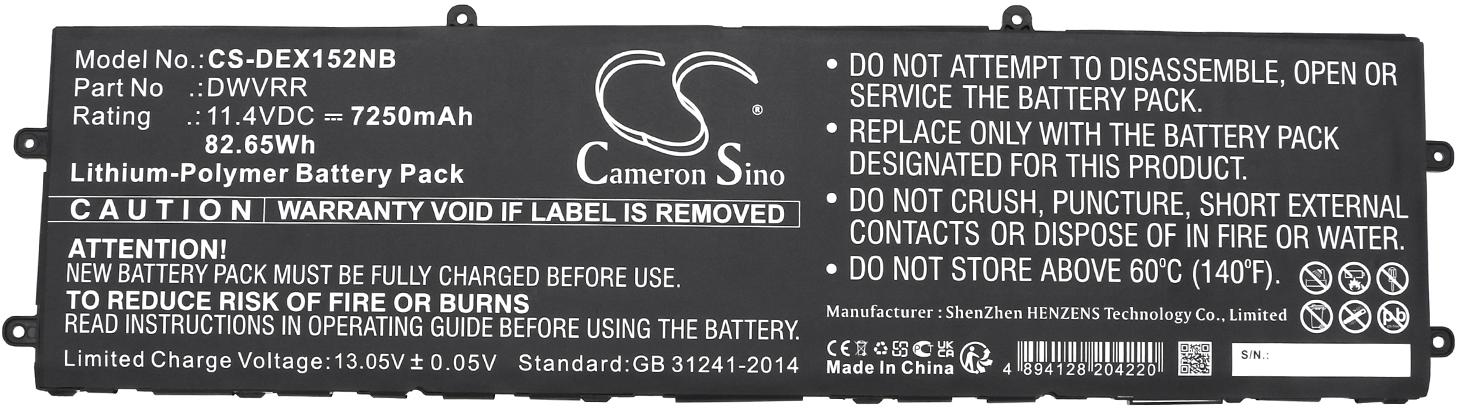 Model No.:CS-DEX152NB
Part No .:DWVRR
Rating .:11.4VDC ⎓ 7250mAh
82.65Wh
Lithium-Polymer Battery Pack
CAUTION WARRANTY VOID IF LABEL IS REMOVED
ATTENTION!
NEW BATTERY PACK MUST BE FULLY CHARGED BEFORE USE.
TO REDUCE RISK OF FIRE OR BURNS
READ INSTRUCTIONS IN OPERATING GUIDE BEFORE USING THE BATTERY.
Limited Charge Voltage:13.05V± 0.05V Standard:GB 31241-2014
CS ®
Cameron Sino
• DO NOT ATTEMPT TO DISASSEMBLE, OPEN OR
SERVICE THE BATTERY PACK.
• REPLACE ONLY WITH THE BATTERY PACK
DESIGNATED FOR THIS PRODUCT.
• DO NOT CRUSH, PUNCTURE, SHORT EXTERNAL
CONTACTS OR DISPOSE OF IN FIRE OR WATER.
• DO NOT STORE ABOVE 60°C (140°F).
Pb
Manufacturer : ShenZhen HENZENS Technology Co., Limited
CE UK CA
Made In China
4 894128 204220
S/N.: